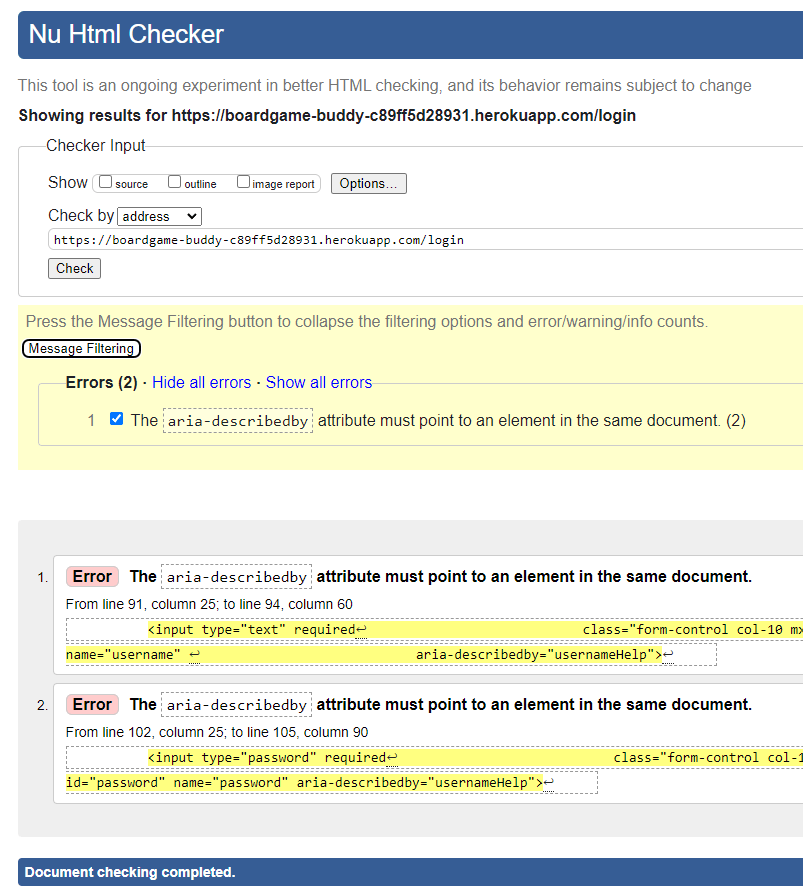 Nu Html Checker
This tool is an ongoing experiment in better HTML checking, and its behavior remains subject to change
Showing results for https://boardgame-buddy-c89ff5d28931.herokuapp.com/login
Checker Input
Show source outline image report Options...
Check by address
https://boardgame-buddy-c89ff5d28931.herokuapp.com/login
Check
Press the Message Filtering button to collapse the filtering options and error/warning/info counts.
Message Filtering
Errors (2) · Hide all errors · Show all errors
1 The aria-describedby attribute must point to an element in the same document. (2)
1. Error The aria-describedby attribute must point to an element in the same document.
From line 91, column 25; to line 94, column 60
<input type="text" required↩ class="form-control col-10 mx
name="username" ↩ aria-describedby="usernameHelp">↩
2. Error The aria-describedby attribute must point to an element in the same document.
From line 102, column 25; to line 105, column 90
<input type="password" required↩ class="form-control col-1
id="password" name="password" aria-describedby="usernameHelp">↩
Document checking completed.